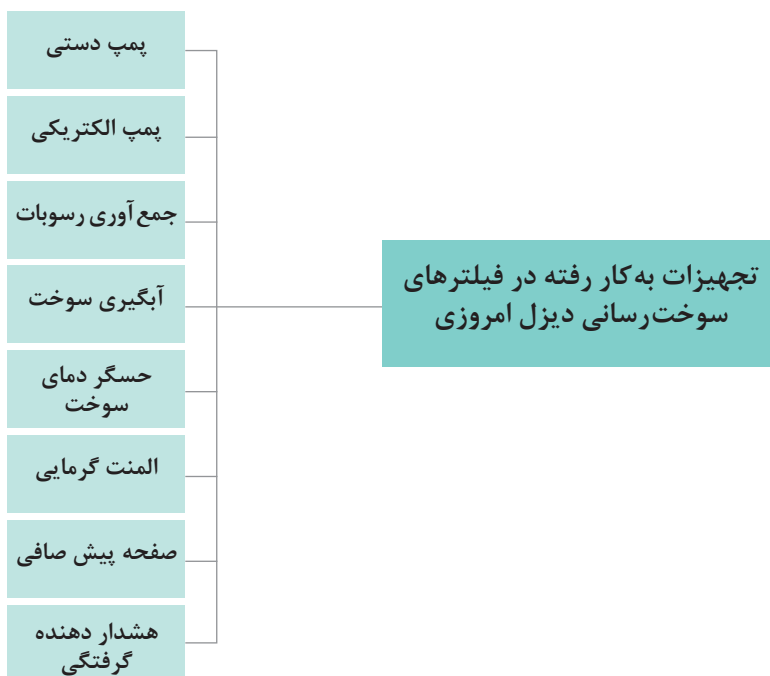 تجهیزات به‌کار رفته در فیلترهای
سوخت‌رسانی دیزل امروزی
پمپ دستی
پمپ الکتریکی
جمع‌آوری رسوبات
آبگیری سوخت
حسگر دمای
سوخت
المنت گرمایی
صفحه پیش صافی
هشدار دهنده
گرفتگی